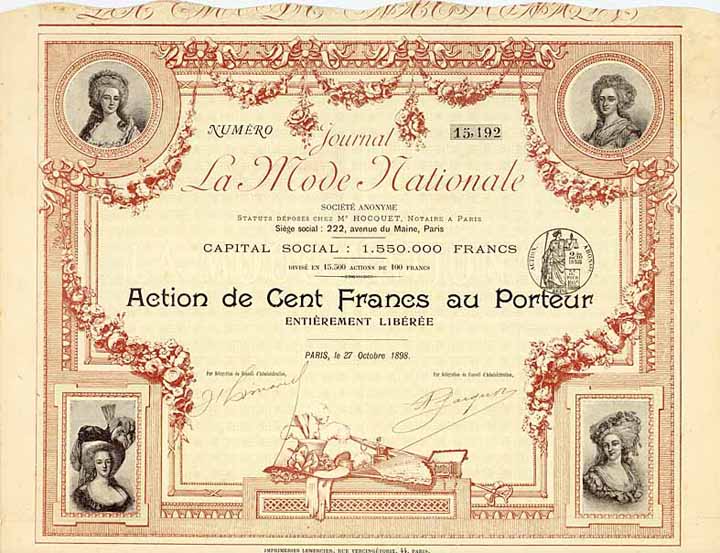 NUMÉRO 15,192
Journal
La Mode Nationale
SOCIÉTÉ ANONYME
STATUTS DÉPOSÉS CHEZ Mᵉ HOCQUET, NOTAIRE A PARIS
Siège social : 222, avenue du Maine, Paris
CAPITAL SOCIAL : 1.550.000 FRANCS
DIVISÉ EN 15.500 ACTIONS DE 100 FRANCS
ACTION
Action de Cent Francs au Porteur
ENTIÈREMENT LIBÉRÉE
PARIS, le 27 Octobre 1898.
Par délégation du Conseil d'Administration, Par délégation du Conseil d'Administration,
IMPRIMERIES LEMERCIER, RUE VERCINGÉTORIX, 44, PARIS.